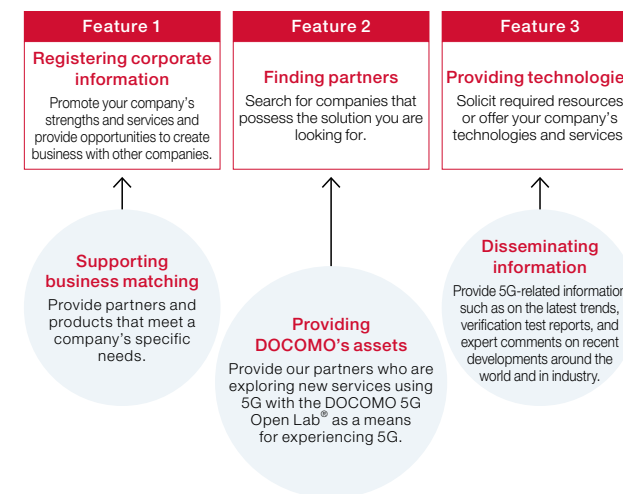 Feature 1
Registering corporate
information
Promote your company's
strengths and services and
provide opportunities to create
business with other companies.
Feature 2
Finding partners
Search for companies that
possess the solution you are
looking for.
Feature 3
Providing technologie
Solicit required resources
or offer your company's
technologies and services
Supporting
business matching
Provide partners and
products that meet a
company's specific
needs.
Providing
DOCOMO's assets
Provide our partners who are
exploring new services using
5G with the DOCOMO 5G
Open Lab® as a means
for experiencing 5G.
Disseminating
information
Provide 5G-related information
such as on the latest trends,
verification test reports, and
expert comments on recent
developments around the
world and in industry.